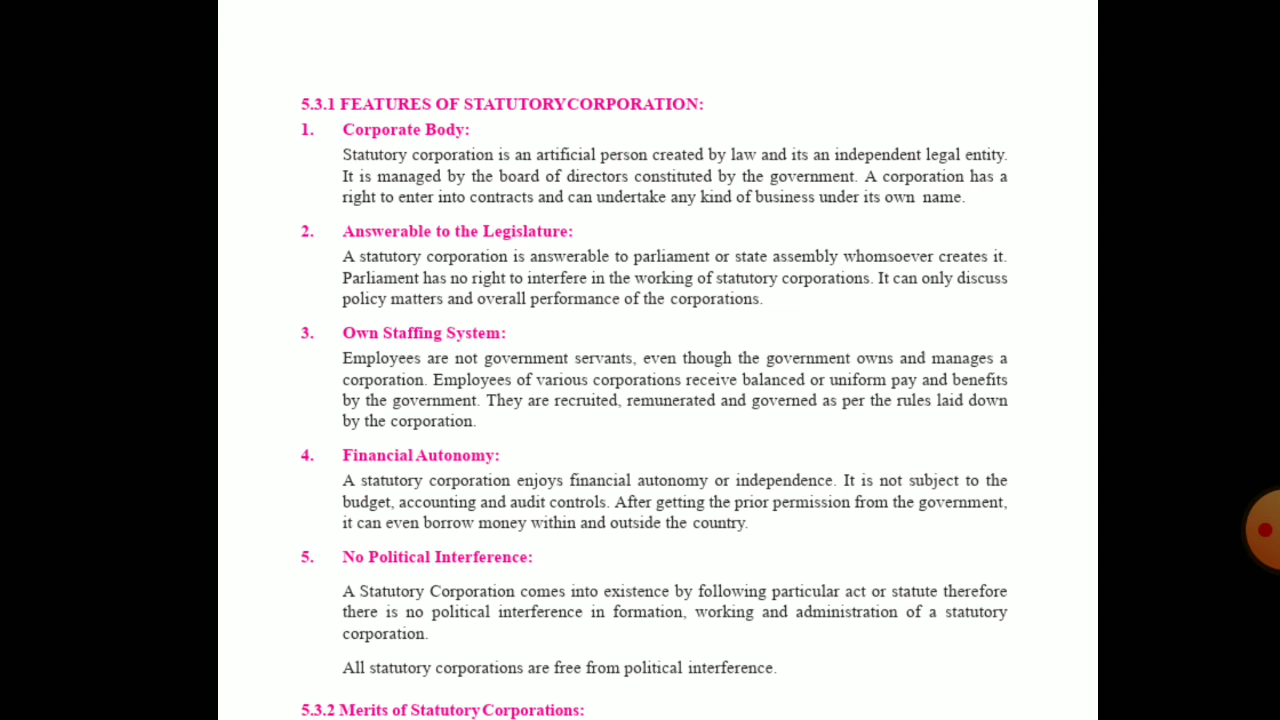 5.3.1 FEATURES OF STATUTORYCORPORATION:
1. Corporate Body:
Statutory corporation is an artificial person created by law and its an independent legal entity.
It is managed by the board of directors constituted by the government. A corporation has a
right to enter into contracts and can undertake any kind of business under its own name.
2. Answerable to the Legislature:
A statutory corporation is answerable to parliament or state assembly whomsoever creates it.
Parliament has no right to interfere in the working of statutory corporations. It can only discuss
policy matters and overall performance of the corporations.
3. Own Staffing System:
Employees are not government servants, even though the government owns and manages a
corporation. Employees of various corporations receive balanced or uniform pay and benefits
by the government. They are recruited, remunerated and governed as per the rules laid down
by the corporation.
4. Financial Autonomy:
A statutory corporation enjoys financial autonomy or independence. It is not subject to the
budget, accounting and audit controls. After getting the prior permission from the government,
it can even borrow money within and outside the country.
5. No Political Interference:
A Statutory Corporation comes into existence by following particular act or statute therefore
there is no political interference in formation, working and administration of a statutory
corporation.
All statutory corporations are free from political interference.
5.3.2 Merits of Statutory Corporations: